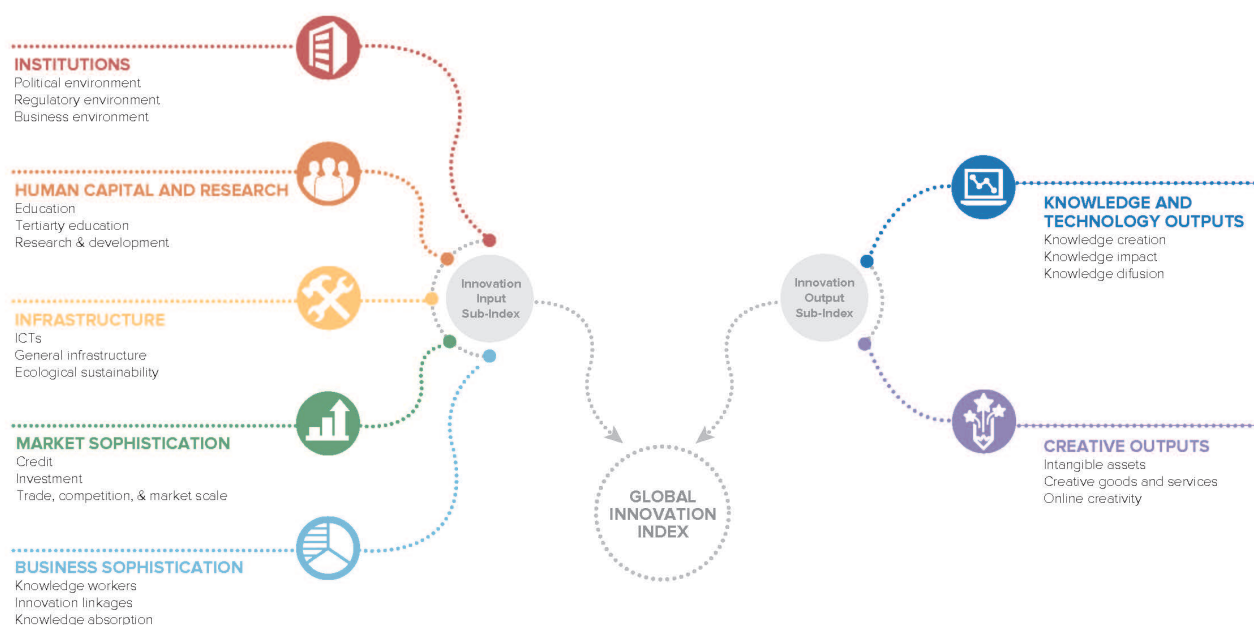 INSTITUTIONS
Political environment
Regulatory environment
Business environment
HUMAN CAPITAL AND RESEARCH
Education
Tertiarty education
Research & development
INFRASTRUCTURE
ICTs
General infrastructure
Ecological sustainability
MARKET SOPHISTICATION
Credit
Investment
Trade, competition, & market scale
BUSINESS SOPHISTICATION
Knowledge workers
Innovation linkages
Knowledge absorption
Innovation
Input
Sub-Index
GLOBAL
INNOVATION
INDEX
Innovation
Output
Sub-Index
KNOWLEDGE AND
TECHNOLOGY OUTPUTS
Knowledge creation
Knowledge impact
Knowledge difusion
CREATIVE OUTPUTS
Intangible assets
Creative goods and services
Online creativity